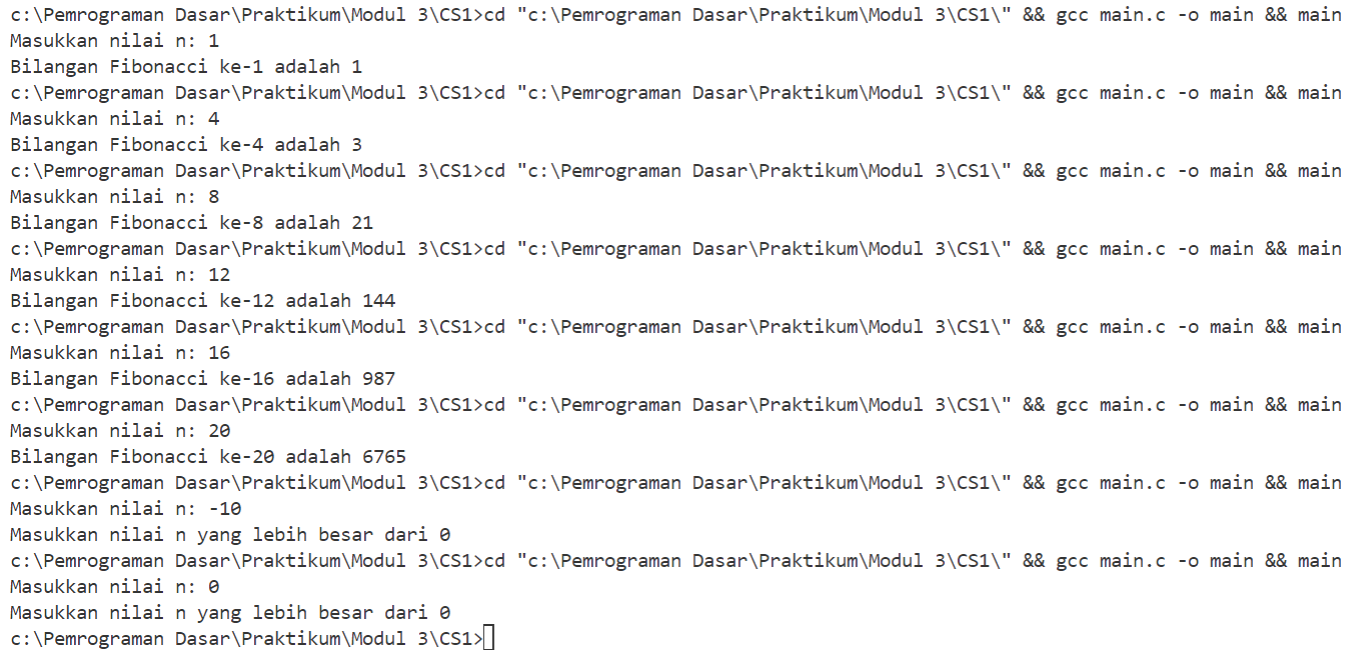 c:\Pemrograman Dasar\Praktikum\Modul 3\CS1>cd "c:\Pemrograman Dasar\Praktikum\Modul 3\CS1\" && gcc main.c -o main && main
Masukkan nilai n: 1
Bilangan Fibonacci ke-1 adalah 1
c:\Pemrograman Dasar\Praktikum\Modul 3\CS1>cd "c:\Pemrograman Dasar\Praktikum\Modul 3\CS1\" && gcc main.c -o main && main
Masukkan nilai n: 4
Bilangan Fibonacci ke-4 adalah 3
c:\Pemrograman Dasar\Praktikum\Modul 3\CS1>cd "c:\Pemrograman Dasar\Praktikum\Modul 3\CS1\" && gcc main.c -o main && main
Masukkan nilai n: 8
Bilangan Fibonacci ke-8 adalah 21
c:\Pemrograman Dasar\Praktikum\Modul 3\CS1>cd "c:\Pemrograman Dasar\Praktikum\Modul 3\CS1\" && gcc main.c -o main && main
Masukkan nilai n: 12
Bilangan Fibonacci ke-12 adalah 144
c:\Pemrograman Dasar\Praktikum\Modul 3\CS1>cd "c:\Pemrograman Dasar\Praktikum\Modul 3\CS1\" && gcc main.c -o main && main
Masukkan nilai n: 16
Bilangan Fibonacci ke-16 adalah 987
c:\Pemrograman Dasar\Praktikum\Modul 3\CS1>cd "c:\Pemrograman Dasar\Praktikum\Modul 3\CS1\" && gcc main.c -o main && main
Masukkan nilai n: 20
Bilangan Fibonacci ke-20 adalah 6765
c:\Pemrograman Dasar\Praktikum\Modul 3\CS1>cd "c:\Pemrograman Dasar\Praktikum\Modul 3\CS1\" && gcc main.c -o main && main
Masukkan nilai n: -10
Masukkan nilai n yang lebih besar dari 0
c:\Pemrograman Dasar\Praktikum\Modul 3\CS1>cd "c:\Pemrograman Dasar\Praktikum\Modul 3\CS1\" && gcc main.c -o main && main
Masukkan nilai n: 0
Masukkan nilai n yang lebih besar dari 0
c:\Pemrograman Dasar\Praktikum\Modul 3\CS1>